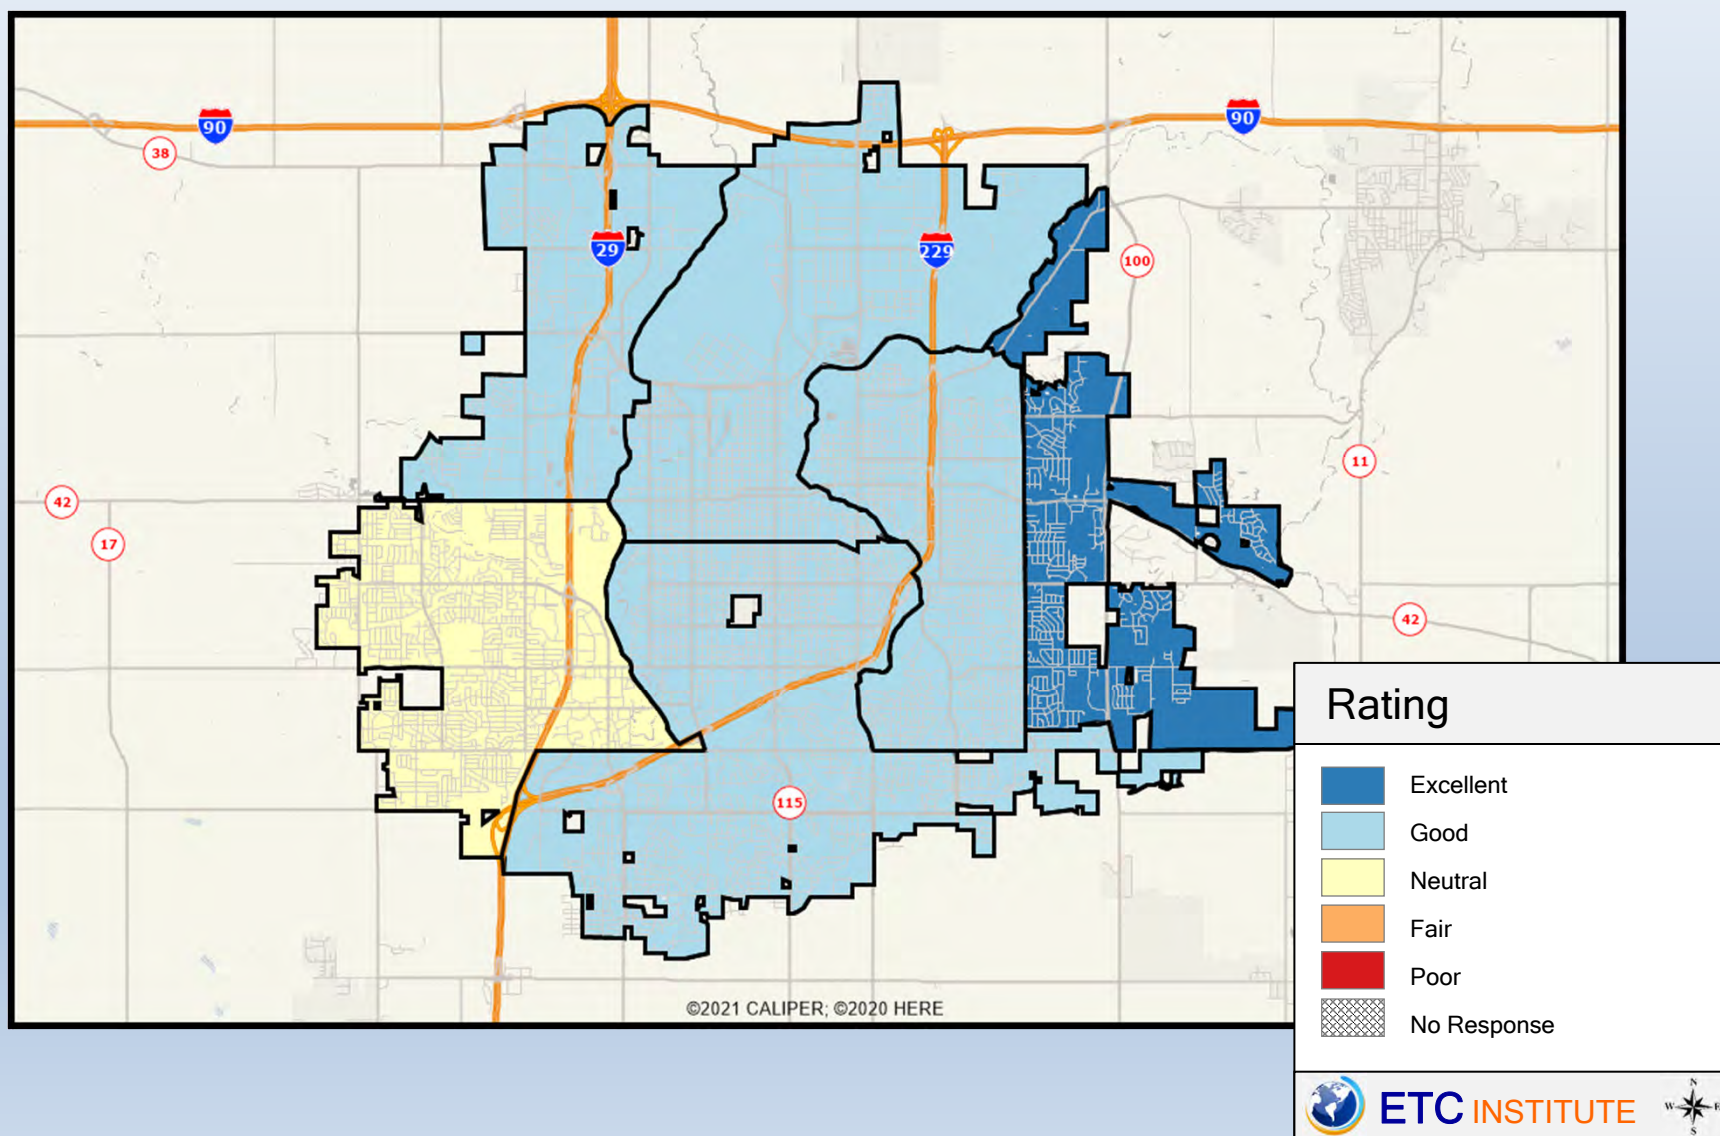 90
90
38
29
229
100
11
42
17
42
115
©2021 CALIPER; ©2020 HERE
Rating
Excellent
Good
Neutral
Fair
Poor
No Response
ETC INSTITUTE
N
W E
S